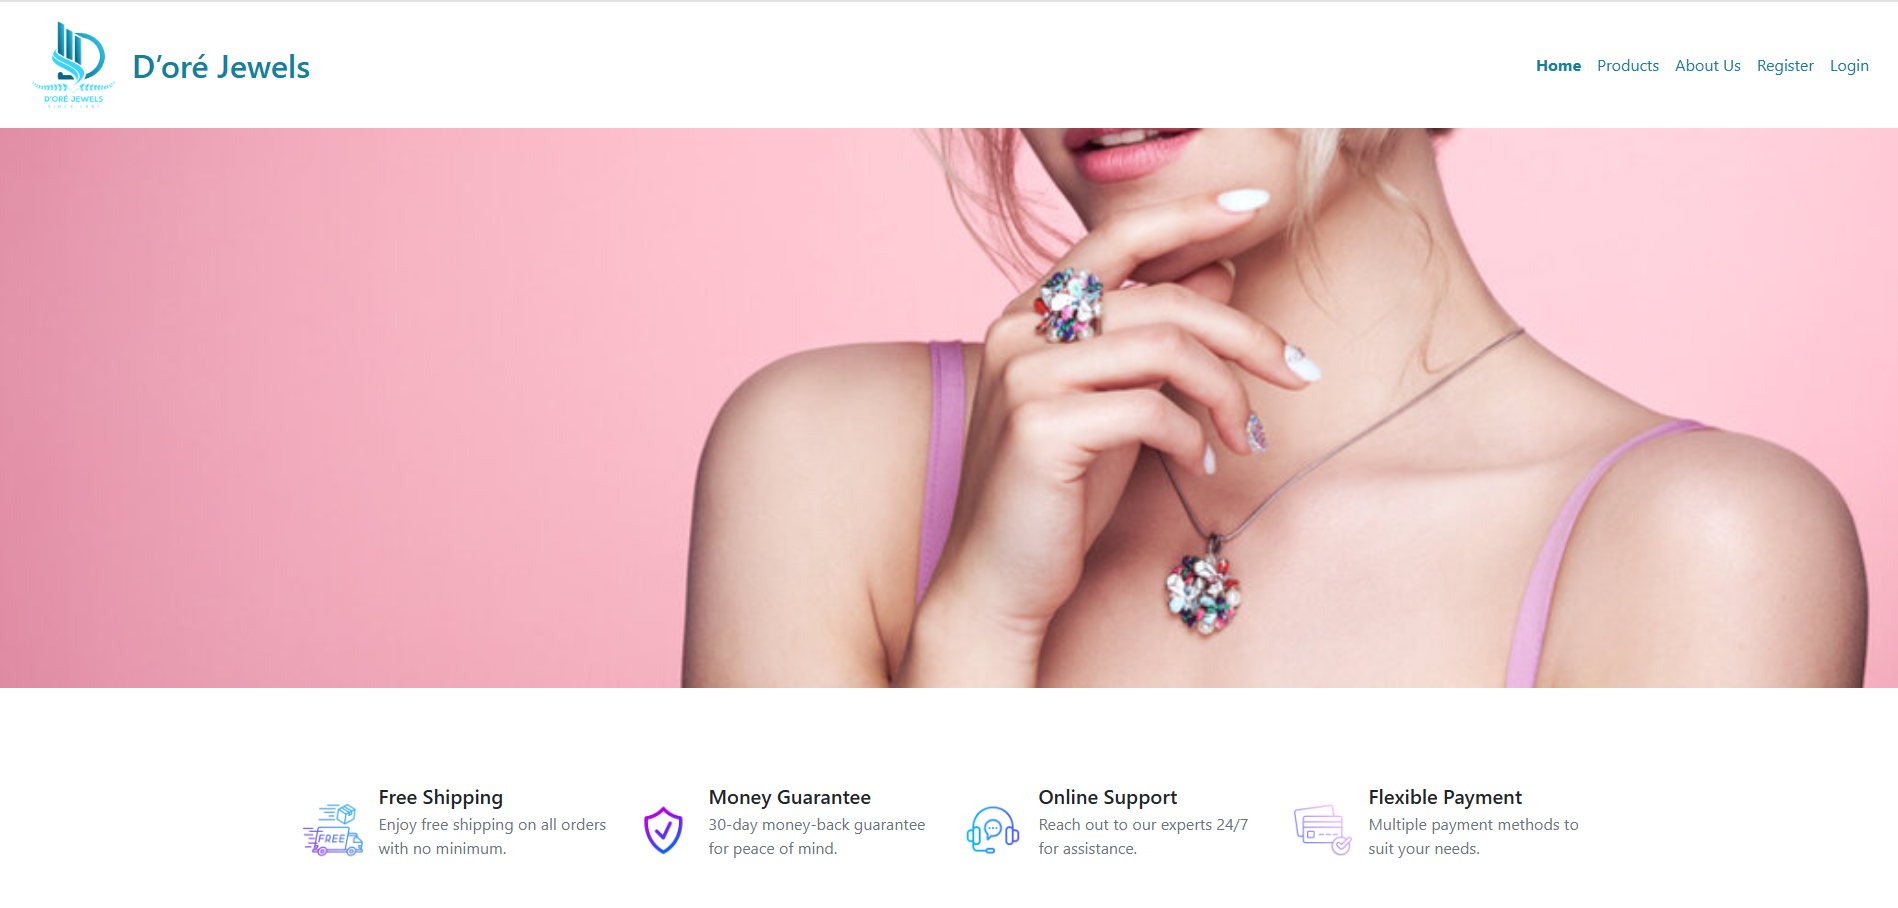 D'ORÉ JEWELS
D’oré Jewels
Home Products About Us Register Login
Free Shipping
Enjoy free shipping on all orders
with no minimum.
FREE
Money Guarantee
30-day money-back guarantee
for peace of mind.
Online Support
Reach out to our experts 24/7
for assistance.
Flexible Payment
Multiple payment methods to
suit your needs.